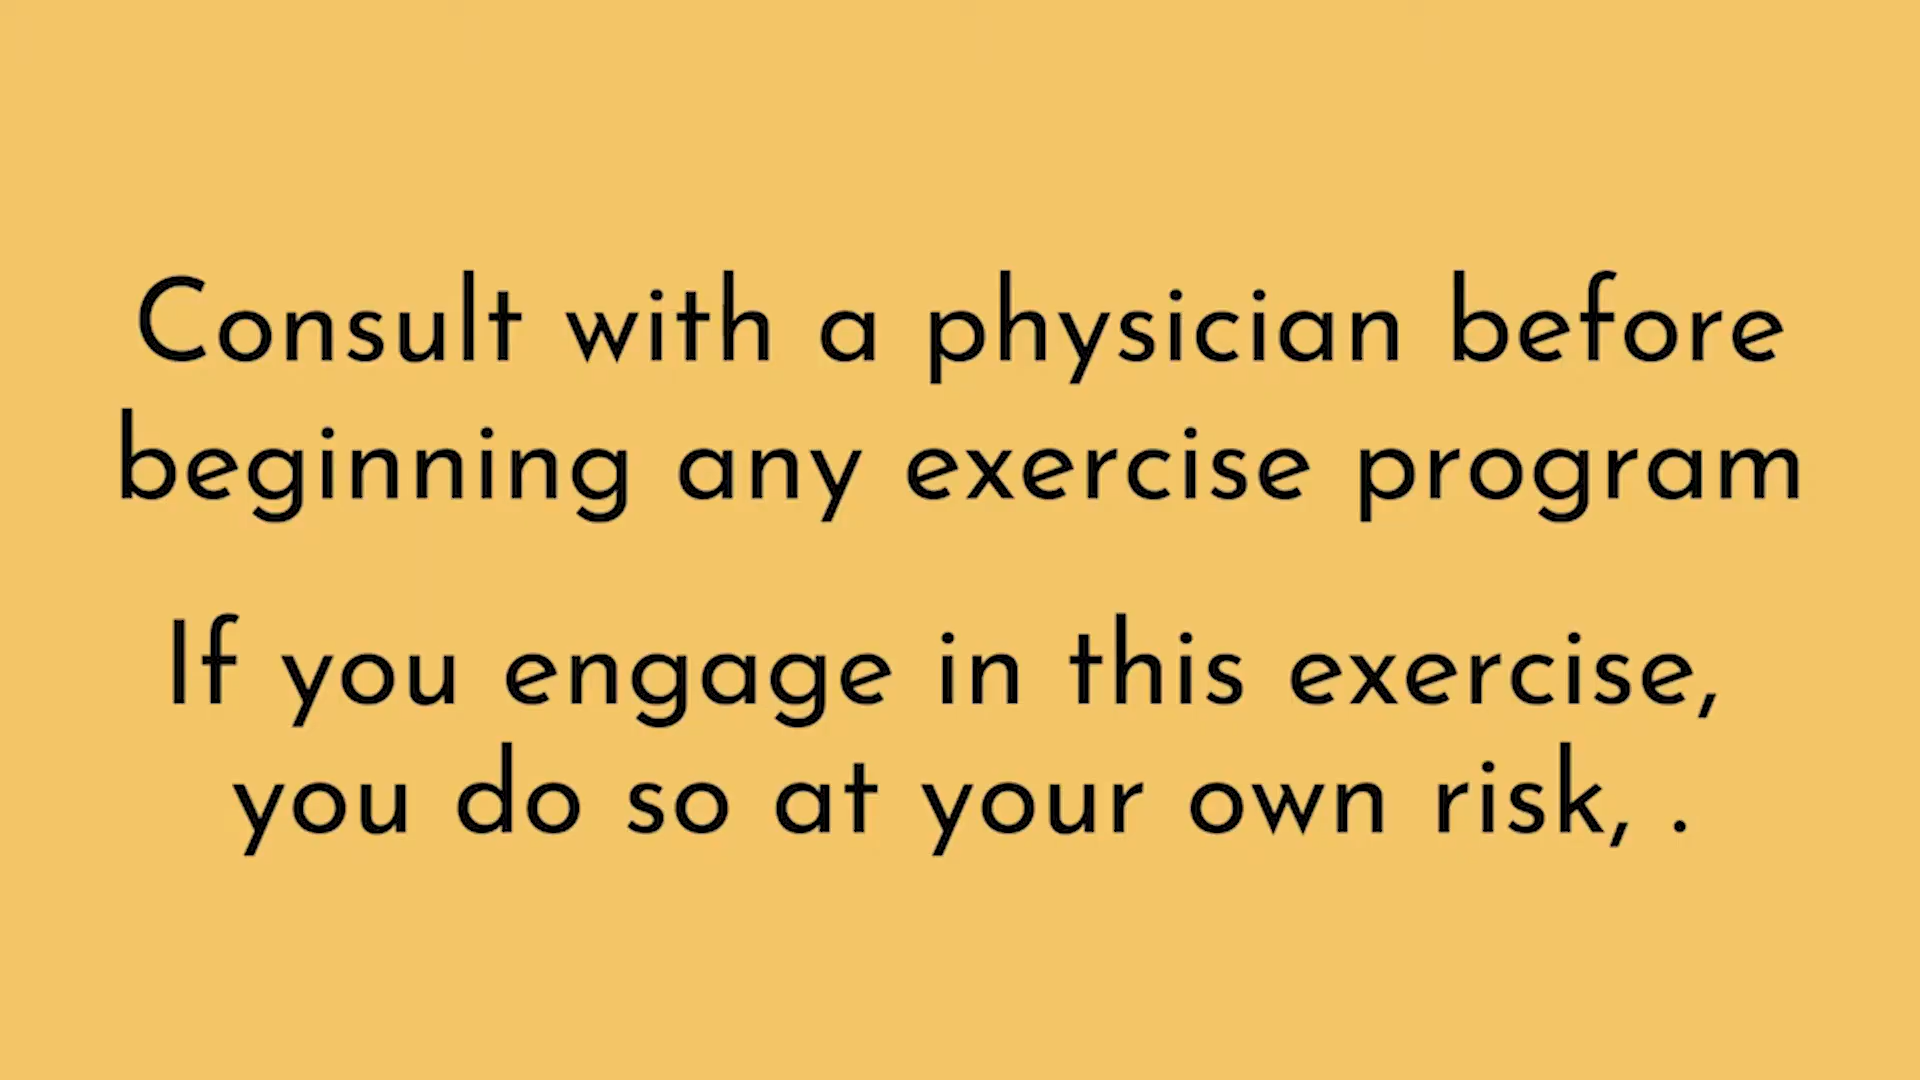 Consult with a physician before
beginning any exercise program
If you engage in this exercise,
you do so at your own risk, .